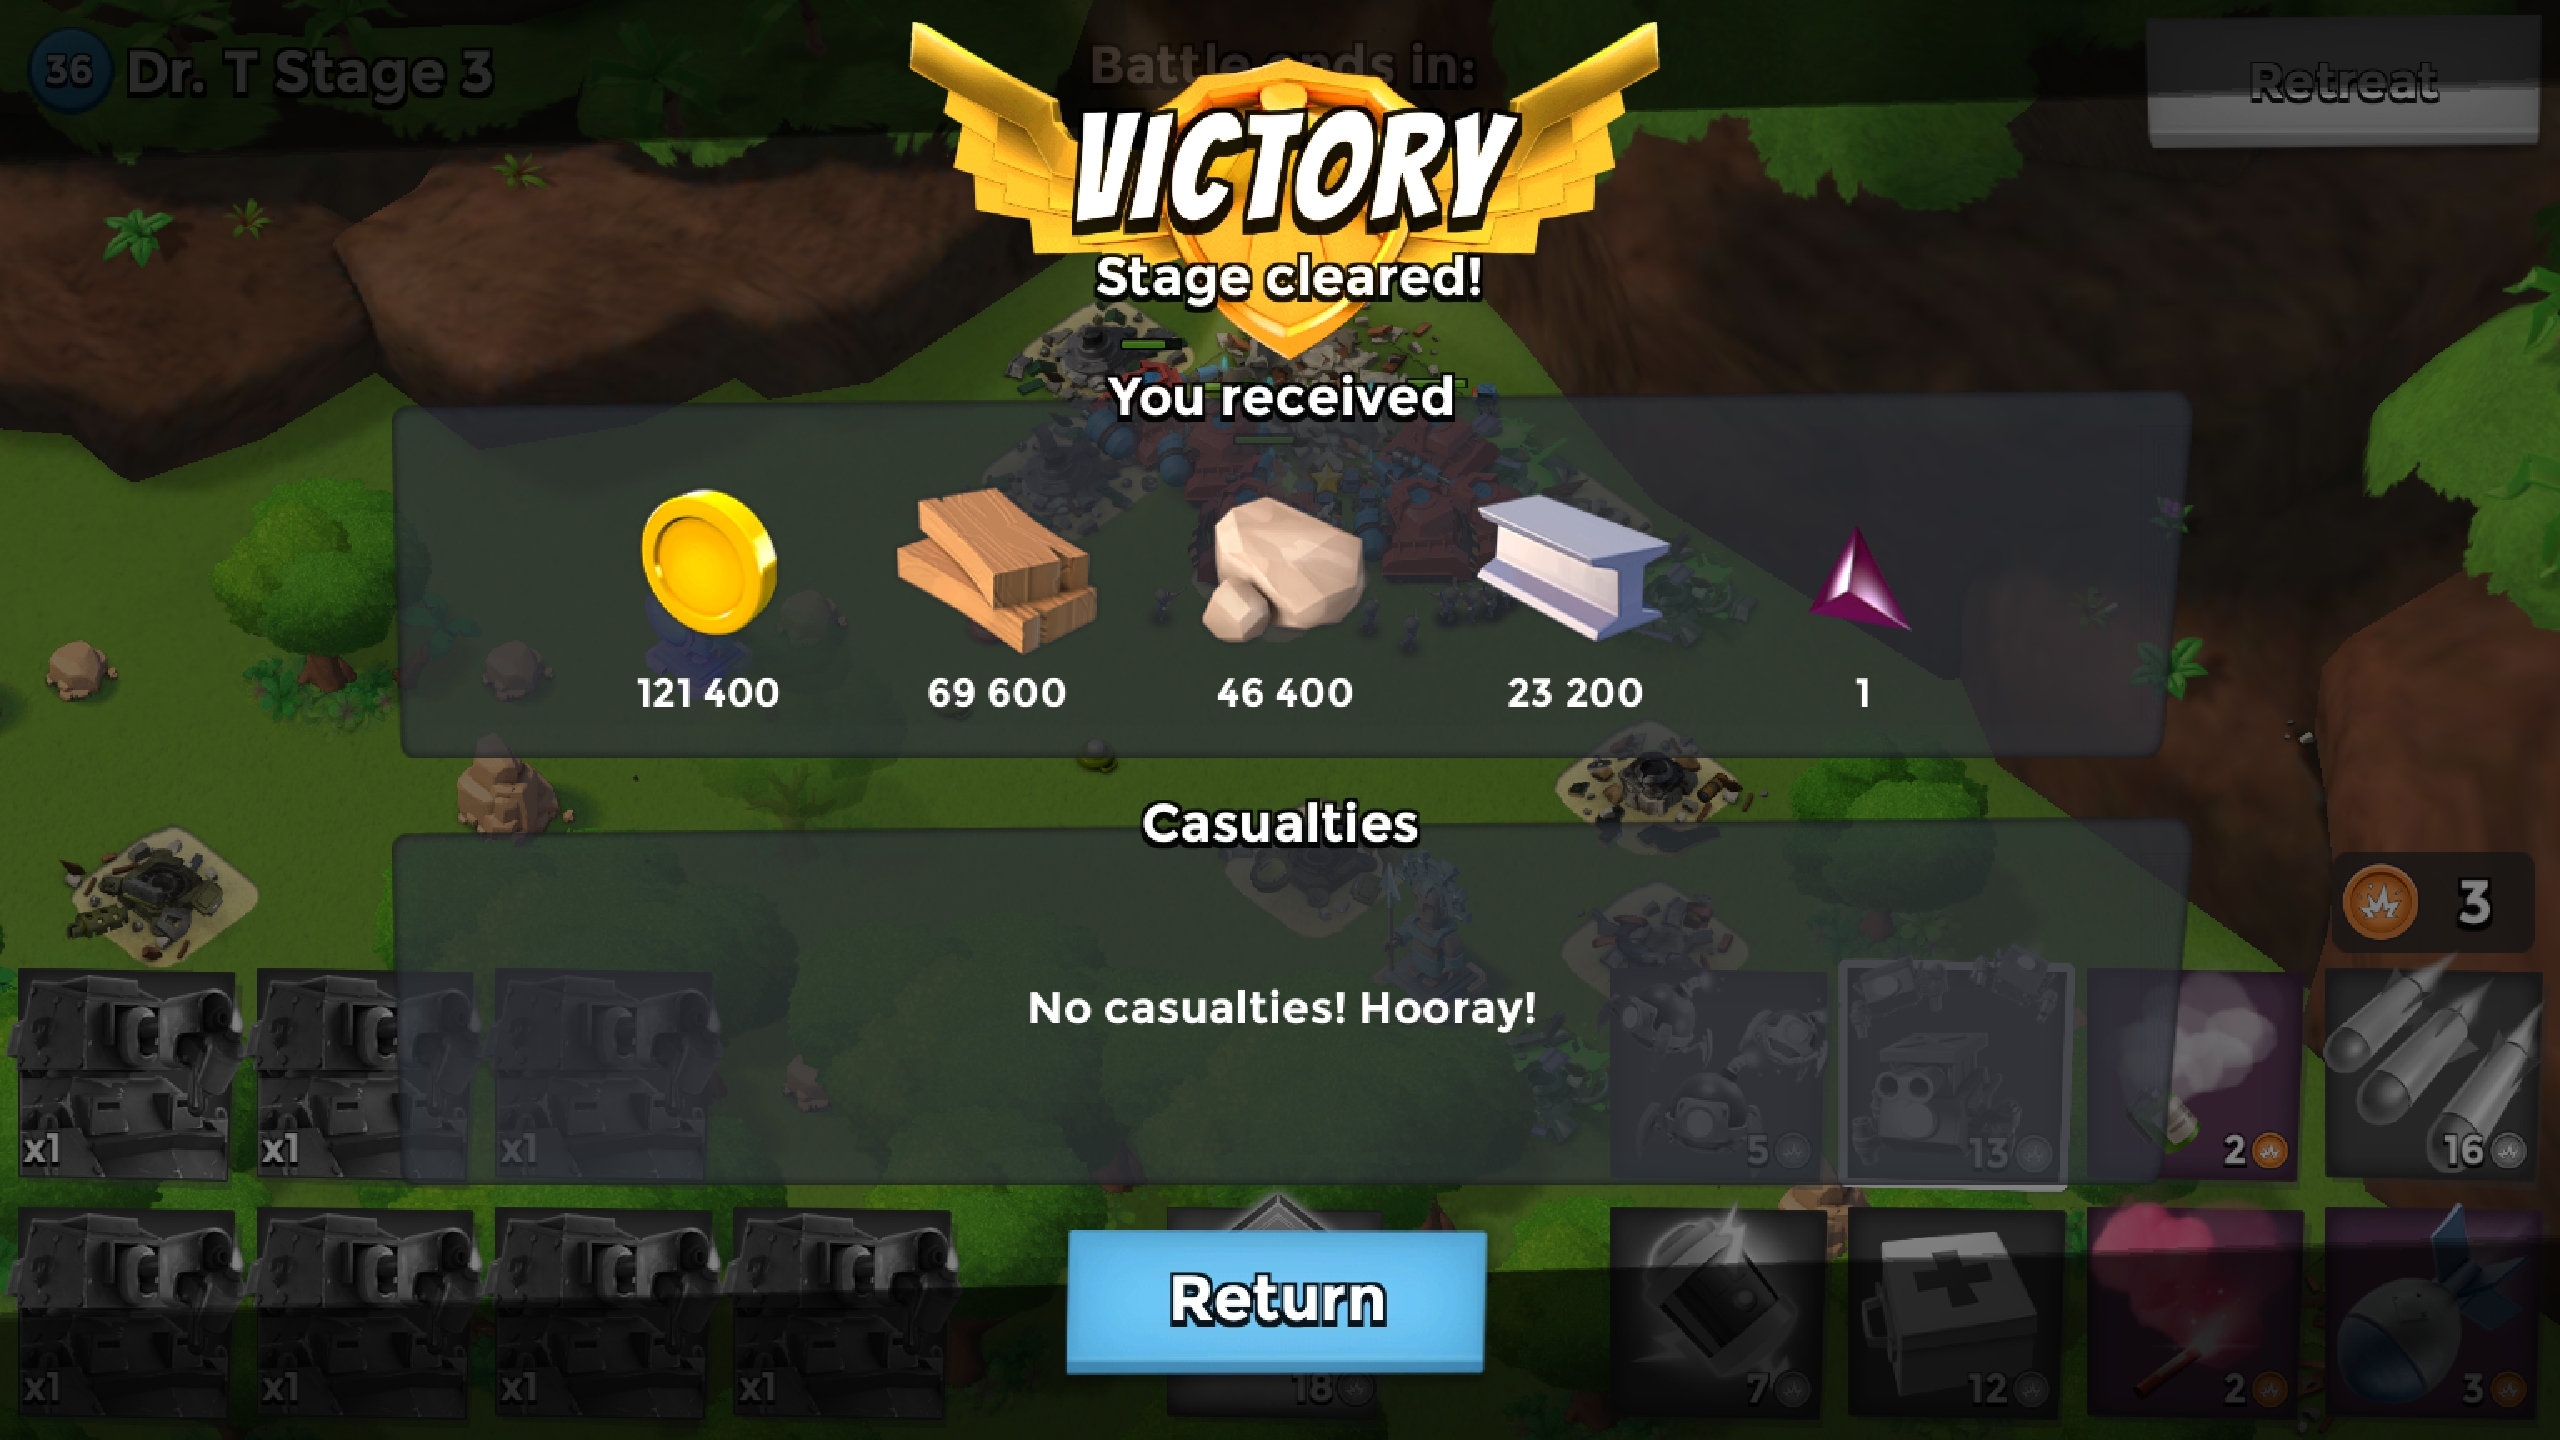 36 Dr. T Stage 3
Battle ends in:
Retreat
VICTORY
Stage cleared!
You received
121 400
69 600
46 400
23 200
1
Casualties
No casualties! Hooray!
3
x1
x1
x1
5
13
2
16
x1
x1
x1
x1
Return
18
7
12
2
3